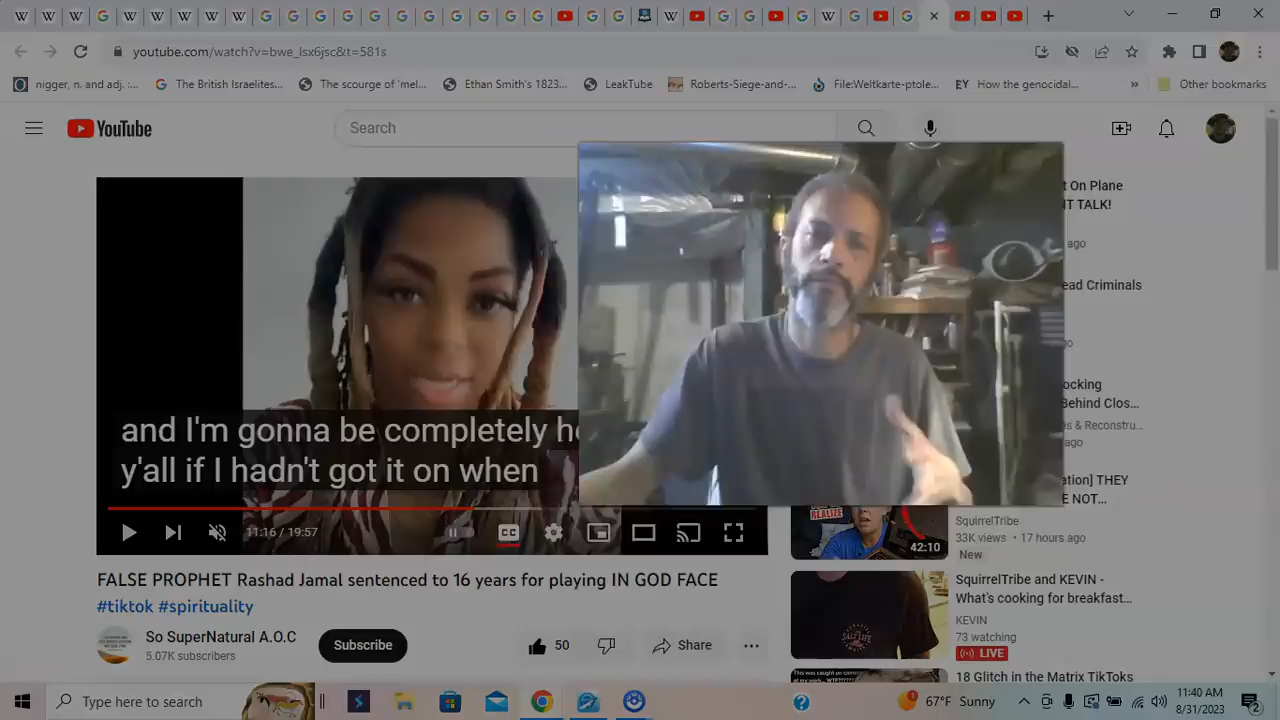 youtube.com/watch?v=bwe_lsx6jsc&t=581s
nigger, n. and adj. :...
The British Israelites...
The scourge of 'mel...
Ethan Smith's 1823...
LeakTube
Roberts-Siege-and-...
File:Weltkarte-ptole...
EY
How the genocidal...
»
Other bookmarks
YouTube
Search
t On Plane
NT TALK!
ago
ead Criminals
go
ocking
Behind Clos...
s & Reconstru...
ago
ation] THEY
E NOT...
SquirrelTribe
33K views • 17 hours ago
New
REALIZE
42:10
and I'm gonna be completely h
y'all if I hadn't got it on when
11:16 / 19:57
CC
FALSE PROPHET Rashad Jamal sentenced to 16 years for playing IN GOD FACE
#tiktok #spirituality
So SuperNatural A.O.C
5.07K subscribers
Subscribe
50
Share
SquirrelTribe and KEVIN -
What's cooking for breakfast...
KEVIN
73 watching
LIVE
SALT LIFE
18 Glitch in the Matrix TikToks
Type here to search
67°F Sunny
11:40 AM
8/31/2023